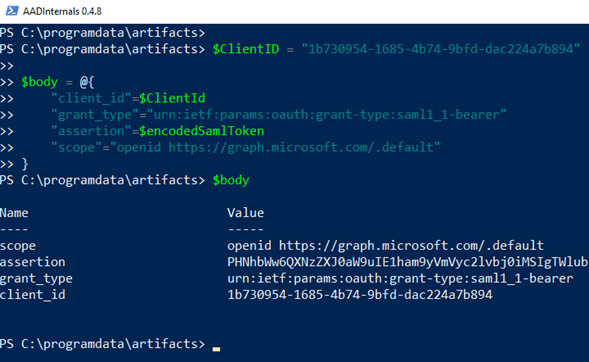 AADInternals 0.4.8
PS C:\programdata\artifacts>
PS C:\programdata\artifacts> $ClientID = "1b730954-1685-4b74-9bfd-dac224a7b894"
>>
>> $body = @{
>>     "client_id"=$ClientId
>>     "grant_type"="urn:ietf:params:oauth:grant-type:saml1_1-bearer"
>>     "assertion"=$encodedSamlToken
>>     "scope"="openid https://graph.microsoft.com/.default"
>> }
PS C:\programdata\artifacts> $body
Name Value
---- -----
scope openid https://graph.microsoft.com/.default
assertion PHNhbWw6QXNzZXJ0aW9uIE1ham9yVmVyc2lvbj0iMSIgTWlub
grant_type urn:ietf:params:oauth:grant-type:saml1_1-bearer
client_id 1b730954-1685-4b74-9bfd-dac224a7b894
PS C:\programdata\artifacts>